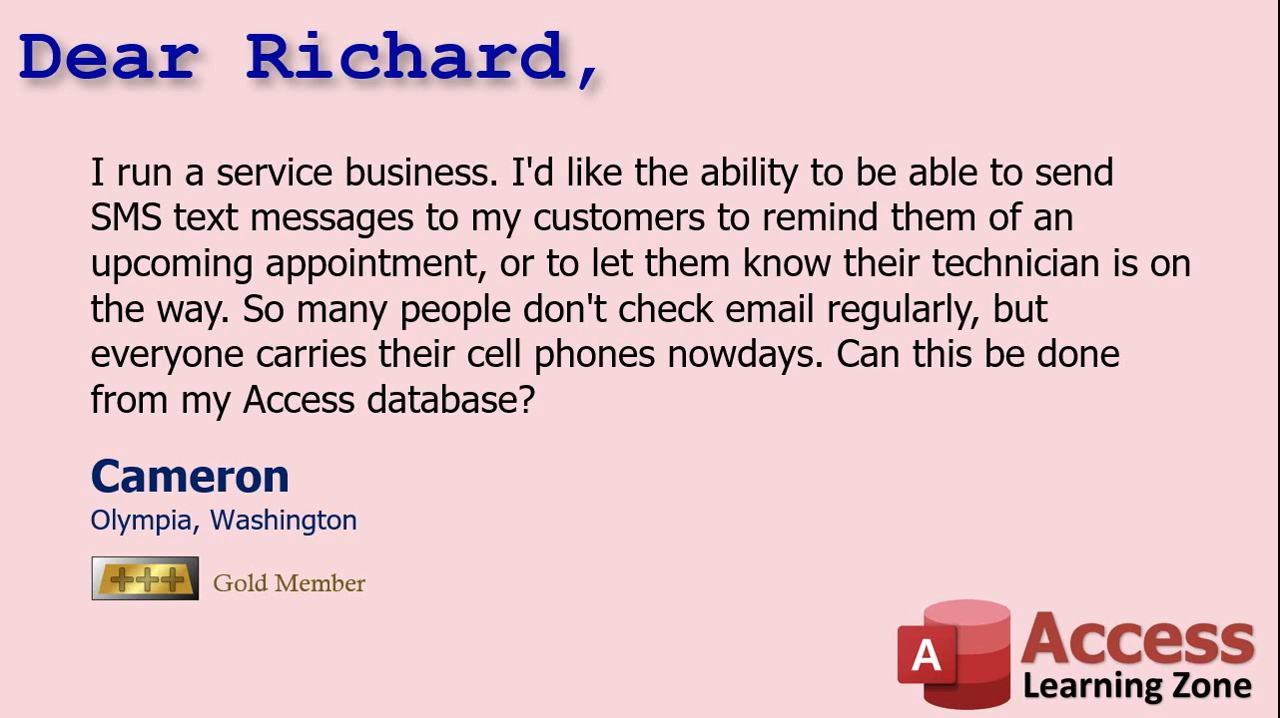 Dear Richard,
I run a service business. I'd like the ability to be able to send
SMS text messages to my customers to remind them of an
upcoming appointment, or to let them know their technician is on
the way. So many people don't check email regularly, but
everyone carries their cell phones nowdays. Can this be done
from my Access database?
Cameron
Olympia, Washington
+++ Gold Member
A Access
Learning Zone